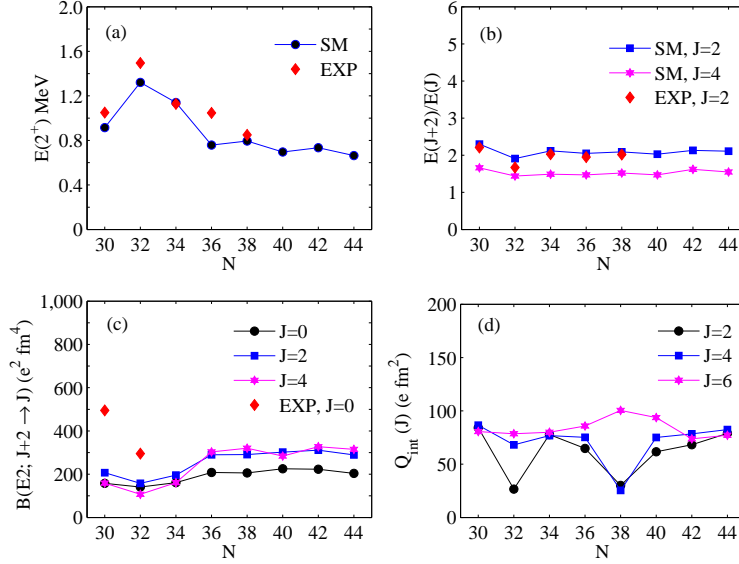 (a)
SM
EXP
E(2⁺) MeV
2.0
1.6
1.2
0.8
0.4
0
30 32 34 36 38 40 42 44
N
(b)
SM, J=2
SM, J=4
EXP, J=2
E(J+2)/E(J)
6
5
4
3
2
1
0
30 32 34 36 38 40 42 44
N
(c)
J=0
J=2
J=4
EXP, J=0
B(E2; J+2 → J) (e² fm⁴)
1,000
800
600
400
200
0
30 32 34 36 38 40 42 44
N
(d)
J=2
J=4
J=6
Q_int (J) (e fm²)
200
150
100
50
0
30 32 34 36 38 40 42 44
N